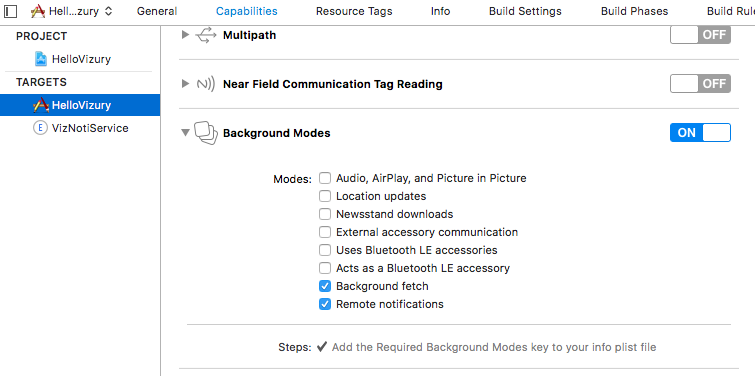 Hell...zury General Capabilities Resource Tags Info Build Settings Build Phases Build Rule
PROJECT
HelloVizury
TARGETS
HelloVizury
E VizNotiService
Multipath OFF
Near Field Communication Tag Reading OFF
Background Modes ON
Modes: Audio, AirPlay, and Picture in Picture
Location updates
Newsstand downloads
External accessory communication
Uses Bluetooth LE accessories
Acts as a Bluetooth LE accessory
Background fetch
Remote notifications
Steps: ✔ Add the Required Background Modes key to your info plist file